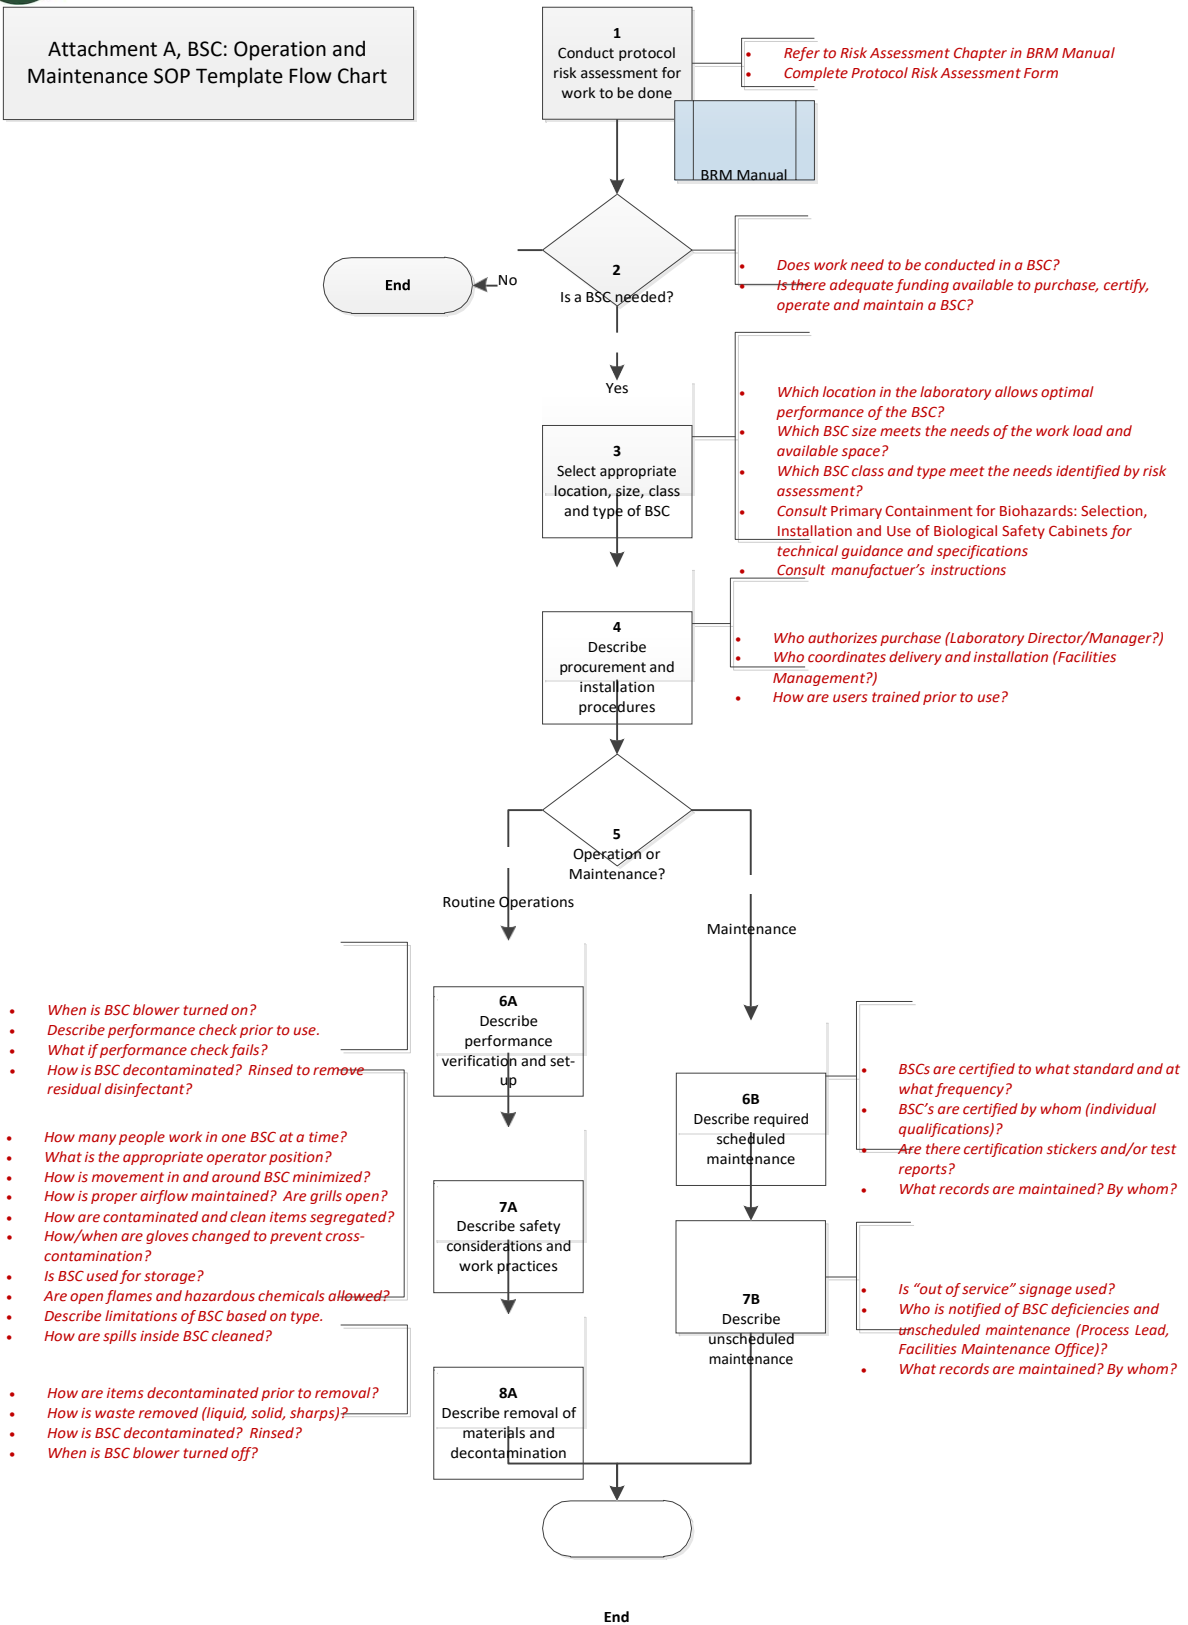 Attachment A, BSC: Operation and
Maintenance SOP Template Flow Chart
1
Conduct protocol
risk assessment for
work to be done
• Refer to Risk Assessment Chapter in BRM Manual
• Complete Protocol Risk Assessment Form
BRM Manual
2
Is a BSC needed?
No
End
• Does work need to be conducted in a BSC?
• Is there adequate funding available to purchase, certify,
operate and maintain a BSC?
Yes
3
Select appropriate
location, size, class
and type of BSC
• Which location in the laboratory allows optimal
performance of the BSC?
• Which BSC size meets the needs of the work load and
available space?
• Which BSC class and type meet the needs identified by risk
assessment?
• Consult Primary Containment for Biohazards: Selection,
Installation and Use of Biological Safety Cabinets for
technical guidance and specifications
• Consult manufactuer's instructions
4
Describe
procurement and
installation
procedures
• Who authorizes purchase (Laboratory Director/Manager?)
• Who coordinates delivery and installation (Facilities
Management?)
• How are users trained prior to use?
5
Operation or
Maintenance?
Routine Operations
Maintenance
• When is BSC blower turned on?
• Describe performance check prior to use.
• What if performance check fails?
• How is BSC decontaminated? Rinsed to remove
residual disinfectant?
6A
Describe
performance
verification and set-
up
6B
Describe required
scheduled
maintenance
• BSCs are certified to what standard and at
what frequency?
• BSC's are certified by whom (individual
qualifications)?
• Are there certification stickers and/or test
reports?
• What records are maintained? By whom?
• How many people work in one BSC at a time?
• What is the appropriate operator position?
• How is movement in and around BSC minimized?
• How is proper airflow maintained? Are grills open?
• How are contaminated and clean items segregated?
• How/when are gloves changed to prevent cross-
contamination?
• Is BSC used for storage?
• Are open flames and hazardous chemicals allowed?
• Describe limitations of BSC based on type.
• How are spills inside BSC cleaned?
7A
Describe safety
considerations and
work practices
7B
Describe
unscheduled
maintenance
• Is “out of service” signage used?
• Who is notified of BSC deficiencies and
unscheduled maintenance (Process Lead,
Facilities Maintenance Office)?
• What records are maintained? By whom?
• How are items decontaminated prior to removal?
• How is waste removed (liquid, solid, sharps)?
• How is BSC decontaminated? Rinsed?
• When is BSC blower turned off?
8A
Describe removal of
materials and
decontamination
End